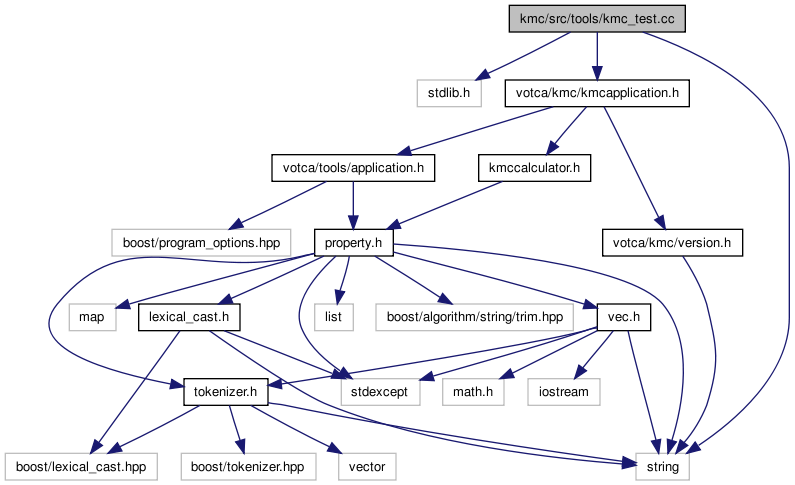 kmc/src/tools/kmc_test.cc
stdlib.h
votca/kmc/kmcapplication.h
votca/tools/application.h
kmccalculator.h
boost/program_options.hpp
property.h
votca/kmc/version.h
map
lexical_cast.h
list
boost/algorithm/string/trim.hpp
vec.h
tokenizer.h
stdexcept
math.h
iostream
boost/lexical_cast.hpp
boost/tokenizer.hpp
vector
string